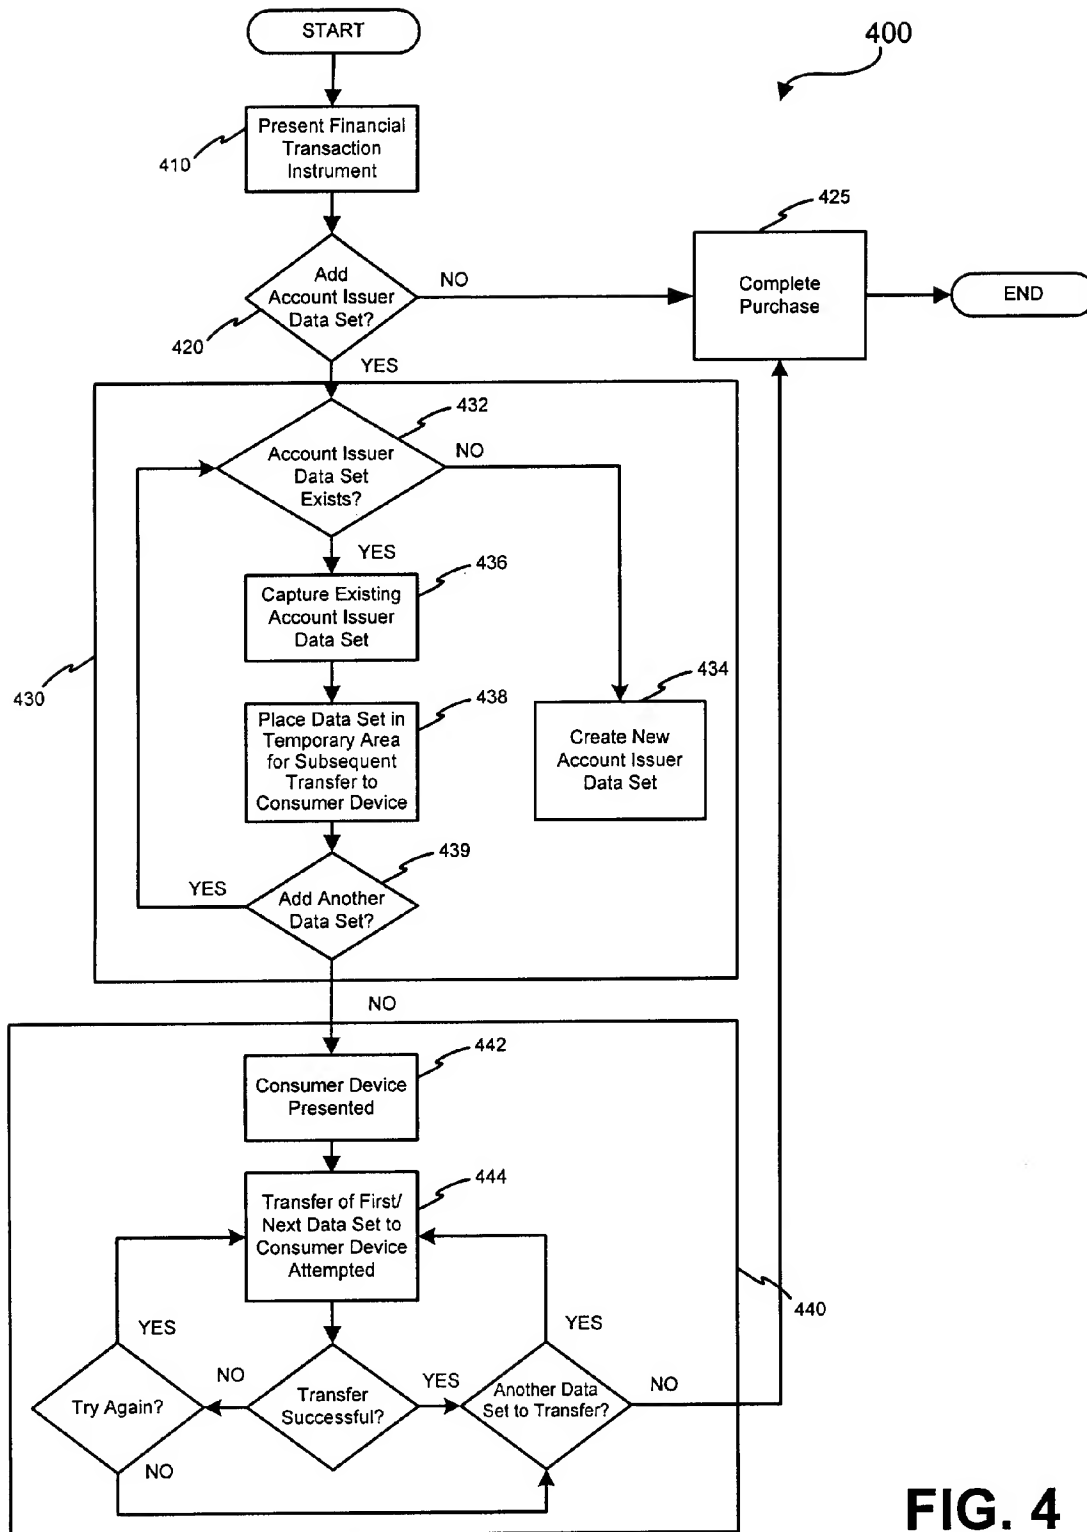 START
400
Present Financial
Transaction
Instrument
410
425
Add
Account Issuer
Data Set?
NO
420
YES
Complete
Purchase
END
432
Account Issuer
Data Set
Exists?
NO
YES
436
Capture Existing
Account Issuer
Data Set
430
438
434
Place Data Set in
Temporary Area
for Subsequent
Transfer to
Consumer Device
Create New
Account Issuer
Data Set
439
YES
Add Another
Data Set?
NO
442
Consumer Device
Presented
444
Transfer of First/
Next Data Set to
Consumer Device
Attempted
440
YES
YES
NO
YES
NO
Try Again?
Transfer
Successful?
Another Data
Set to Transfer?
NO
FIG. 4